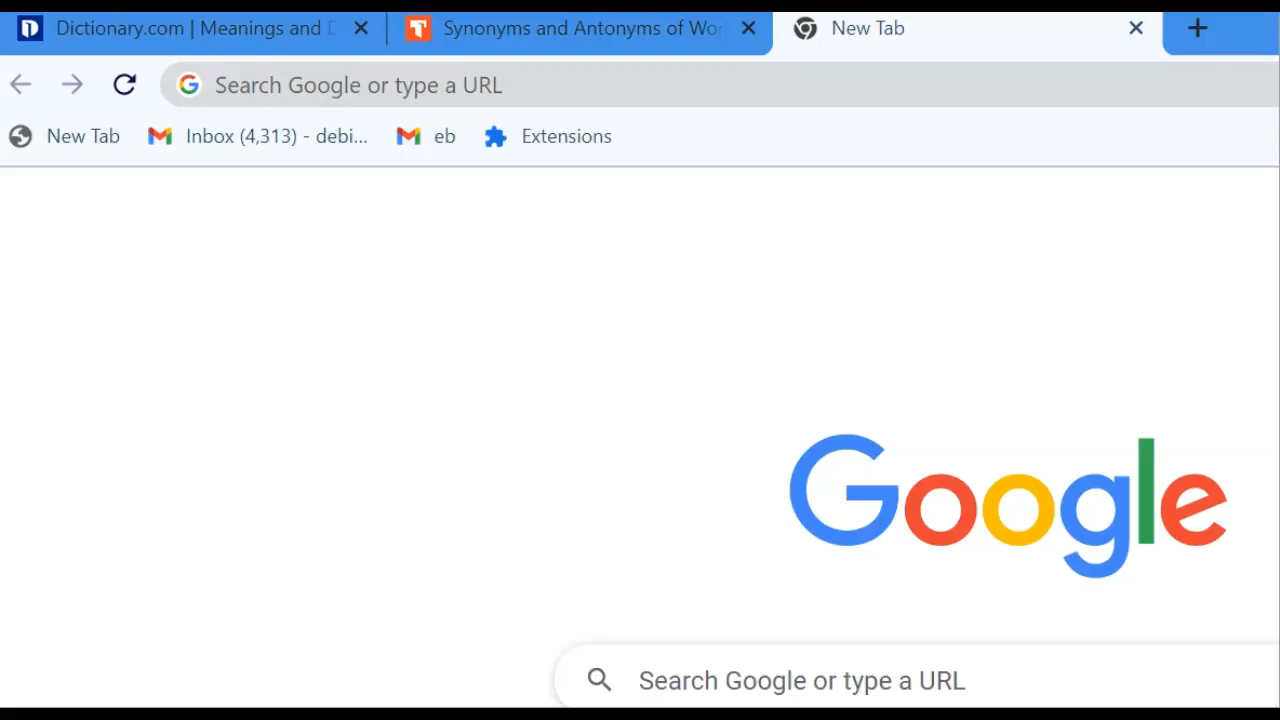 Dictionary.com | Meanings and D
Synonyms and Antonyms of Wor
New Tab
Search Google or type a URL
New Tab
Inbox (4,313) - debi...
eb
Extensions
Google
Search Google or type a URL